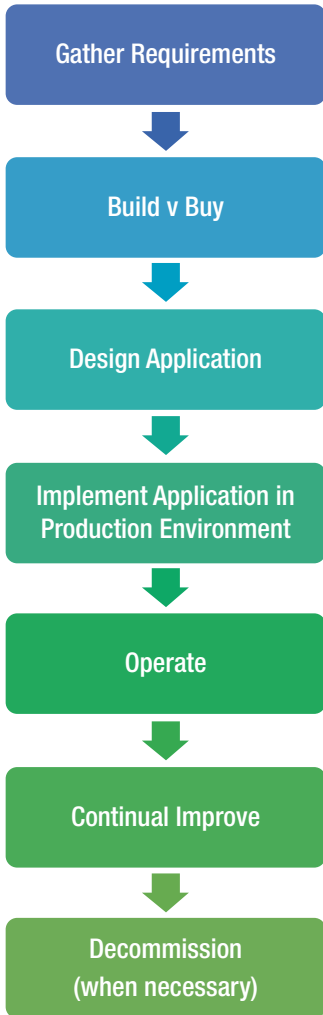 Gather Requirements
Build v Buy
Design Application
Implement Application in
Production Environment
Operate
Continual Improve
Decommission
(when necessary)